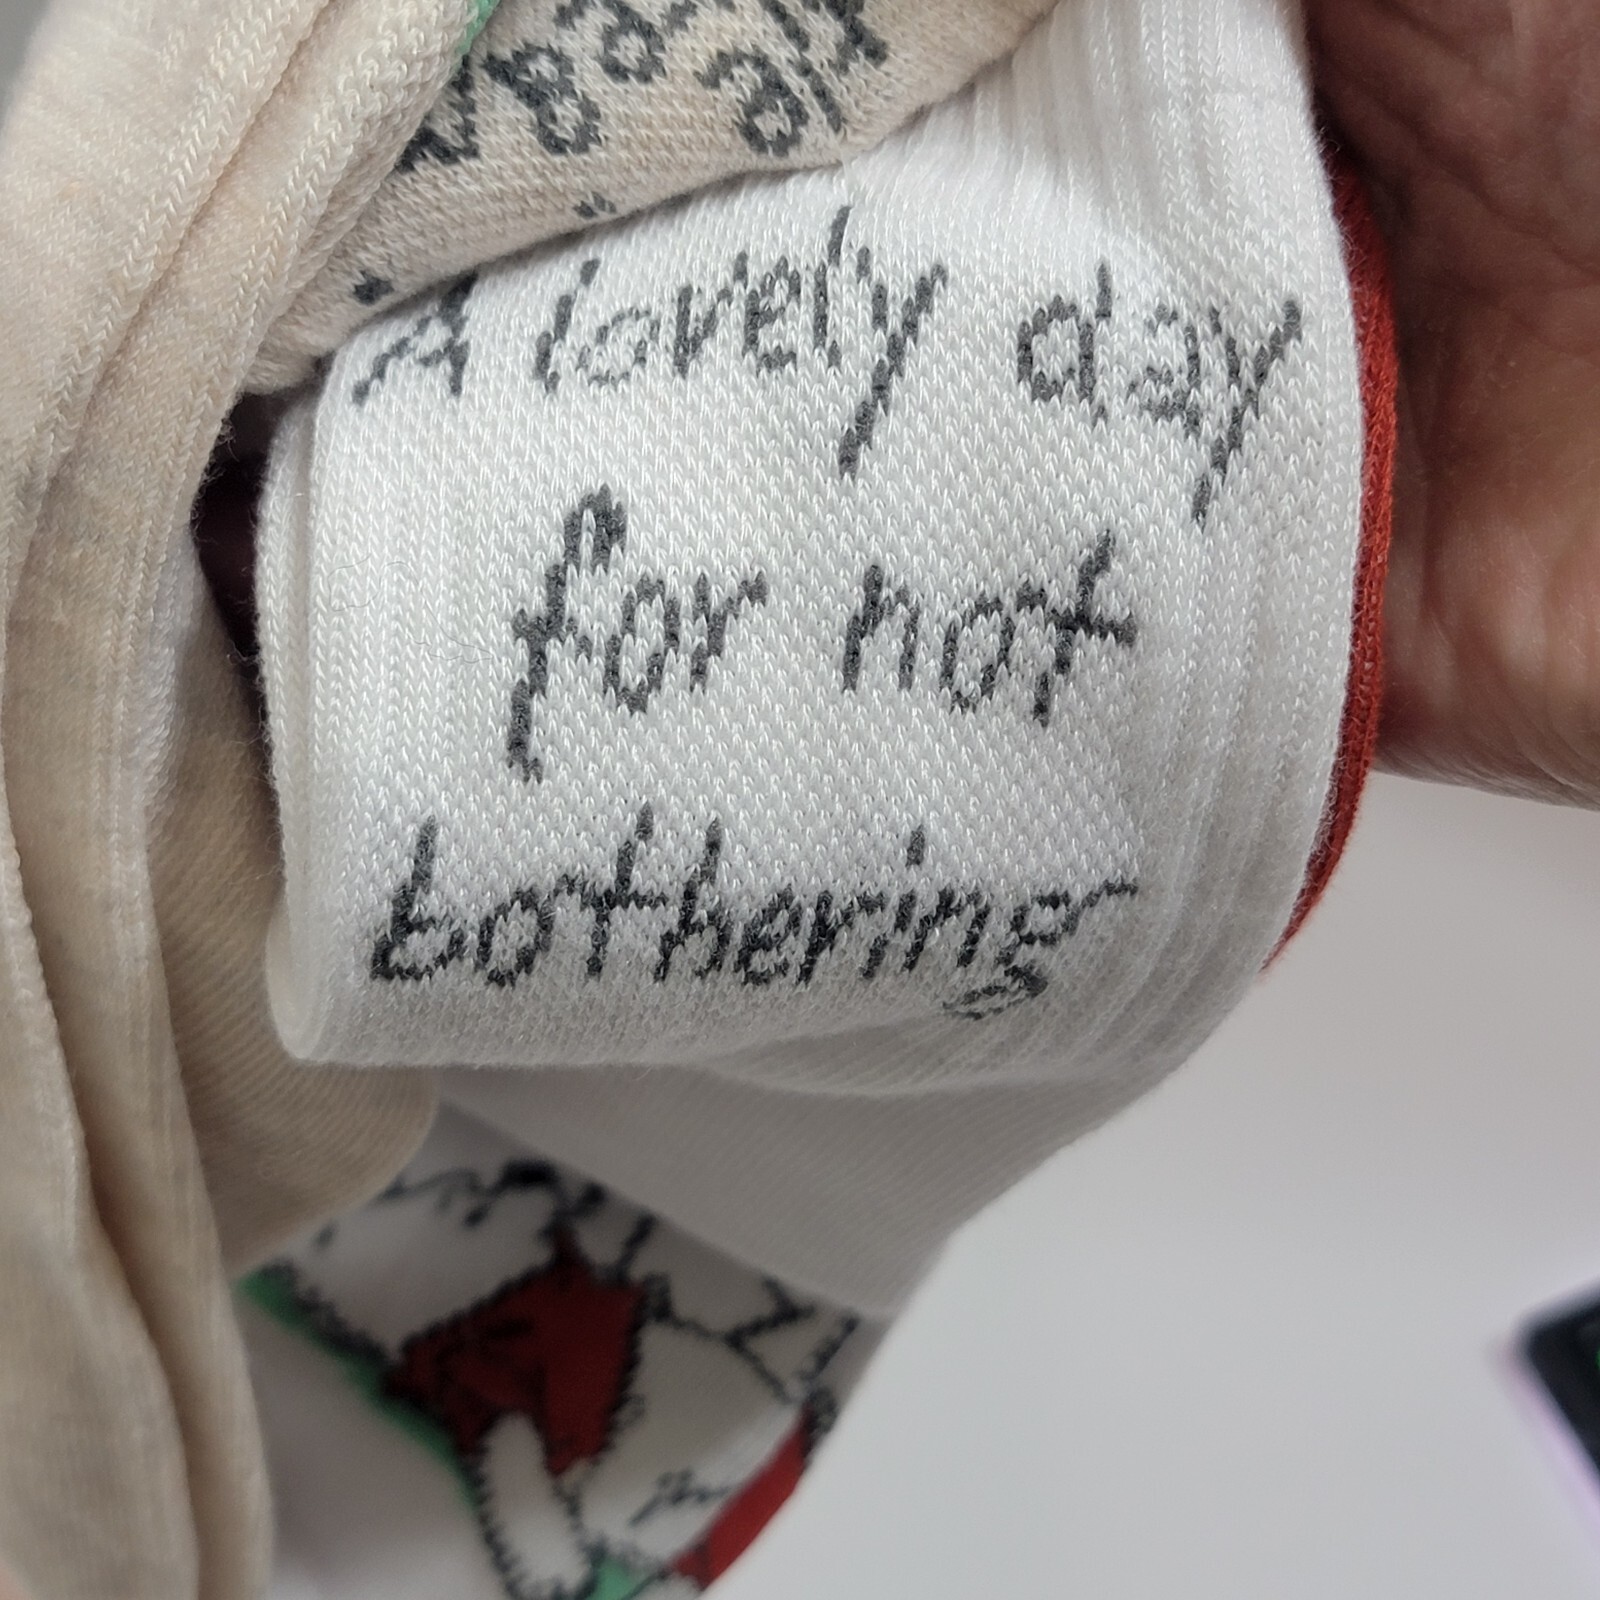 A lovely day
for not
bothering